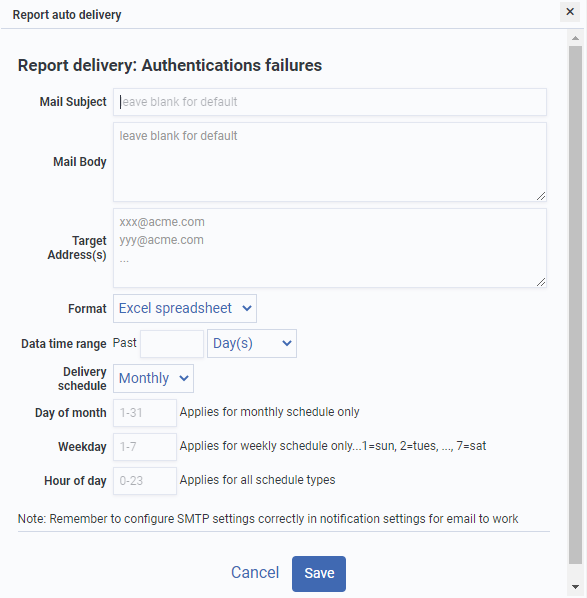 Report auto delivery
Report delivery: Authentications failures
Mail Subject leave blank for default
Mail Body leave blank for default
Target Address(s)
xxx@acme.com
yyy@acme.com
...
Format Excel spreadsheet
Data time range Past Day(s)
Delivery schedule Monthly
Day of month 1-31 Applies for monthly schedule only
Weekday 1-7 Applies for weekly schedule only...1=sun, 2=tues, ..., 7=sat
Hour of day 0-23 Applies for all schedule types
Note: Remember to configure SMTP settings correctly in notification settings for email to work
Cancel Save